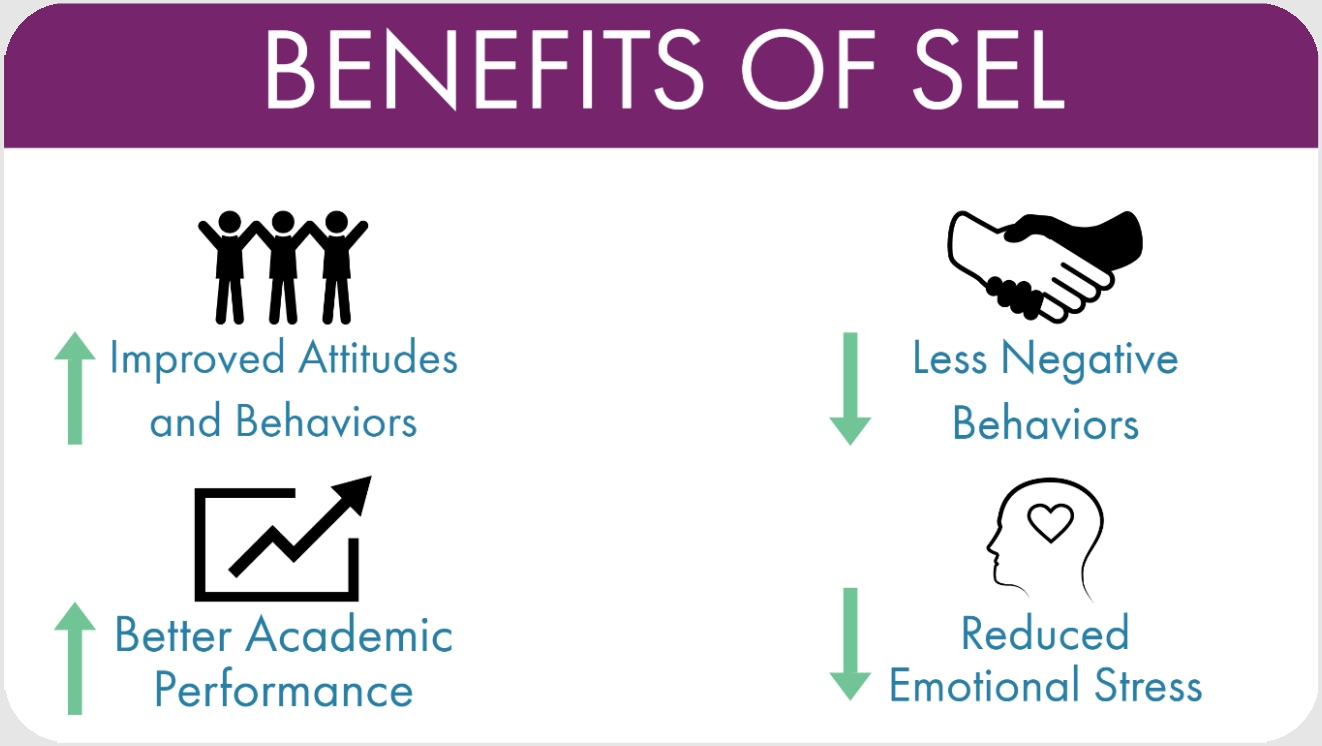 BENEFITS OF SEL
Improved Attitudes
and Behaviors
Less Negative
Behaviors
Better Academic
Performance
Reduced
Emotional Stress